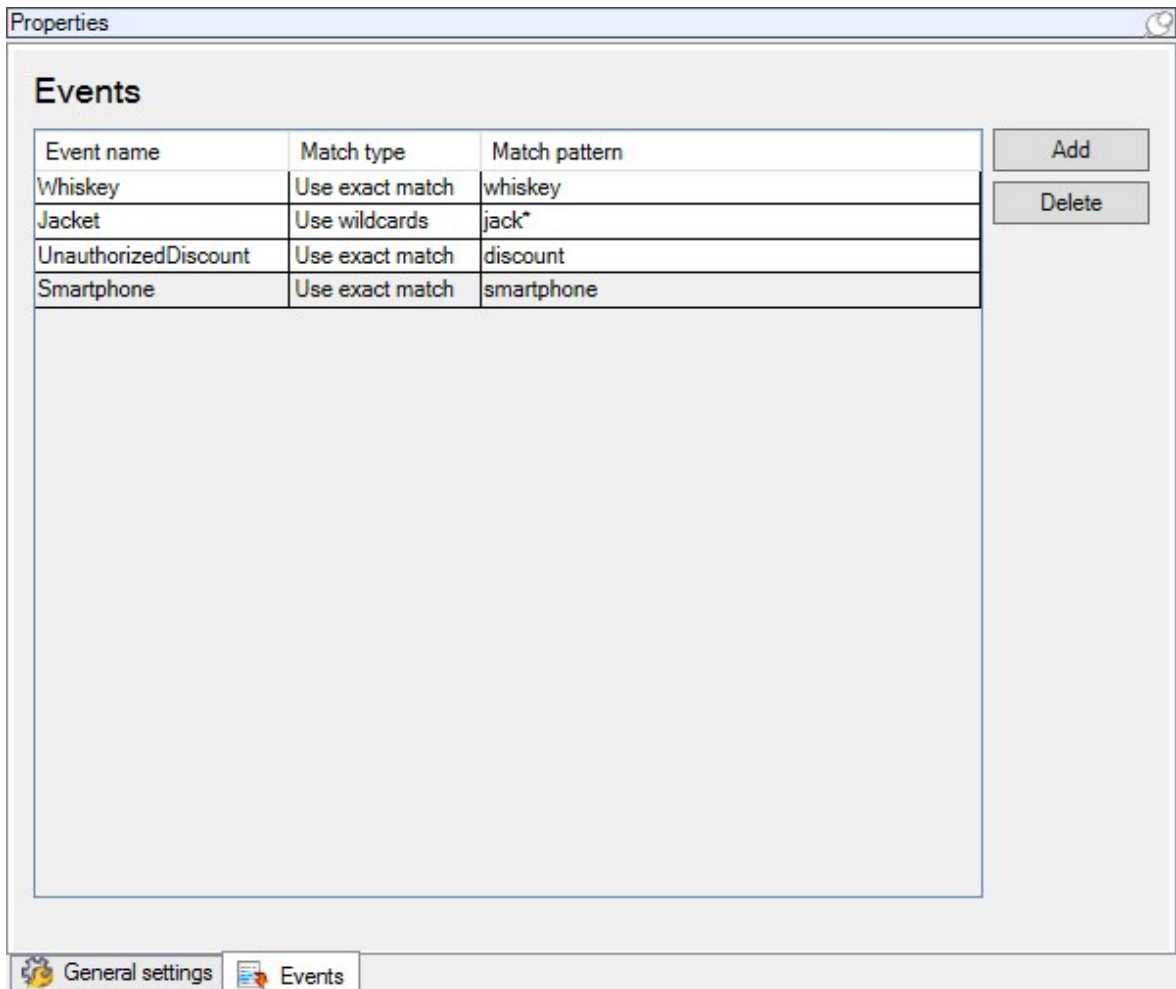 Properties
Events
Event name Match type Match pattern Add
Whiskey Use exact match whiskey
Jacket Use wildcards jack* Delete
UnauthorizedDiscount Use exact match discount
Smartphone Use exact match smartphone
General settings Events